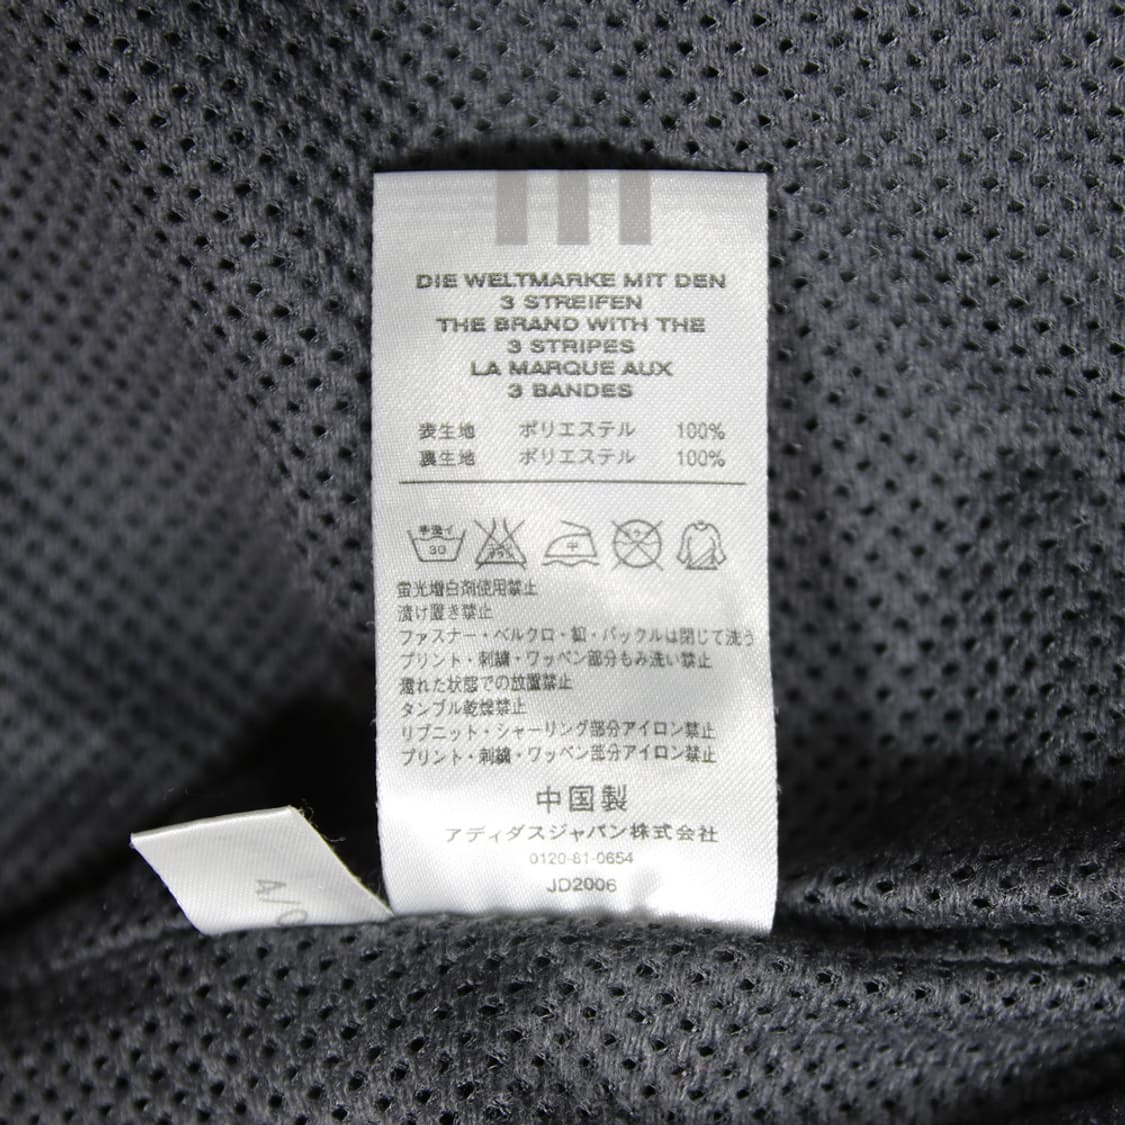 DIE WELTMARKE MIT DEN
3 STREIFEN
THE BRAND WITH THE
3 STRIPES
LA MARQUE AUX
3 BANDES
表生地 ポリエステル 100%
裏生地 ポリエステル 100%
手洗イ
30
中
蛍光増白剤使用禁止
漬け置き禁止
ファスナー・ベルクロ・紐・バックルは閉じて洗う
プリント・刺繍・ワッペン部分もみ洗い禁止
濡れた状態での放置禁止
タンブル乾燥禁止
リブニット・シャーリング部分アイロン禁止
プリント・刺繍・ワッペン部分アイロン禁止
中国製
アディダスジャパン株式会社
0120-81-0654
JD2006